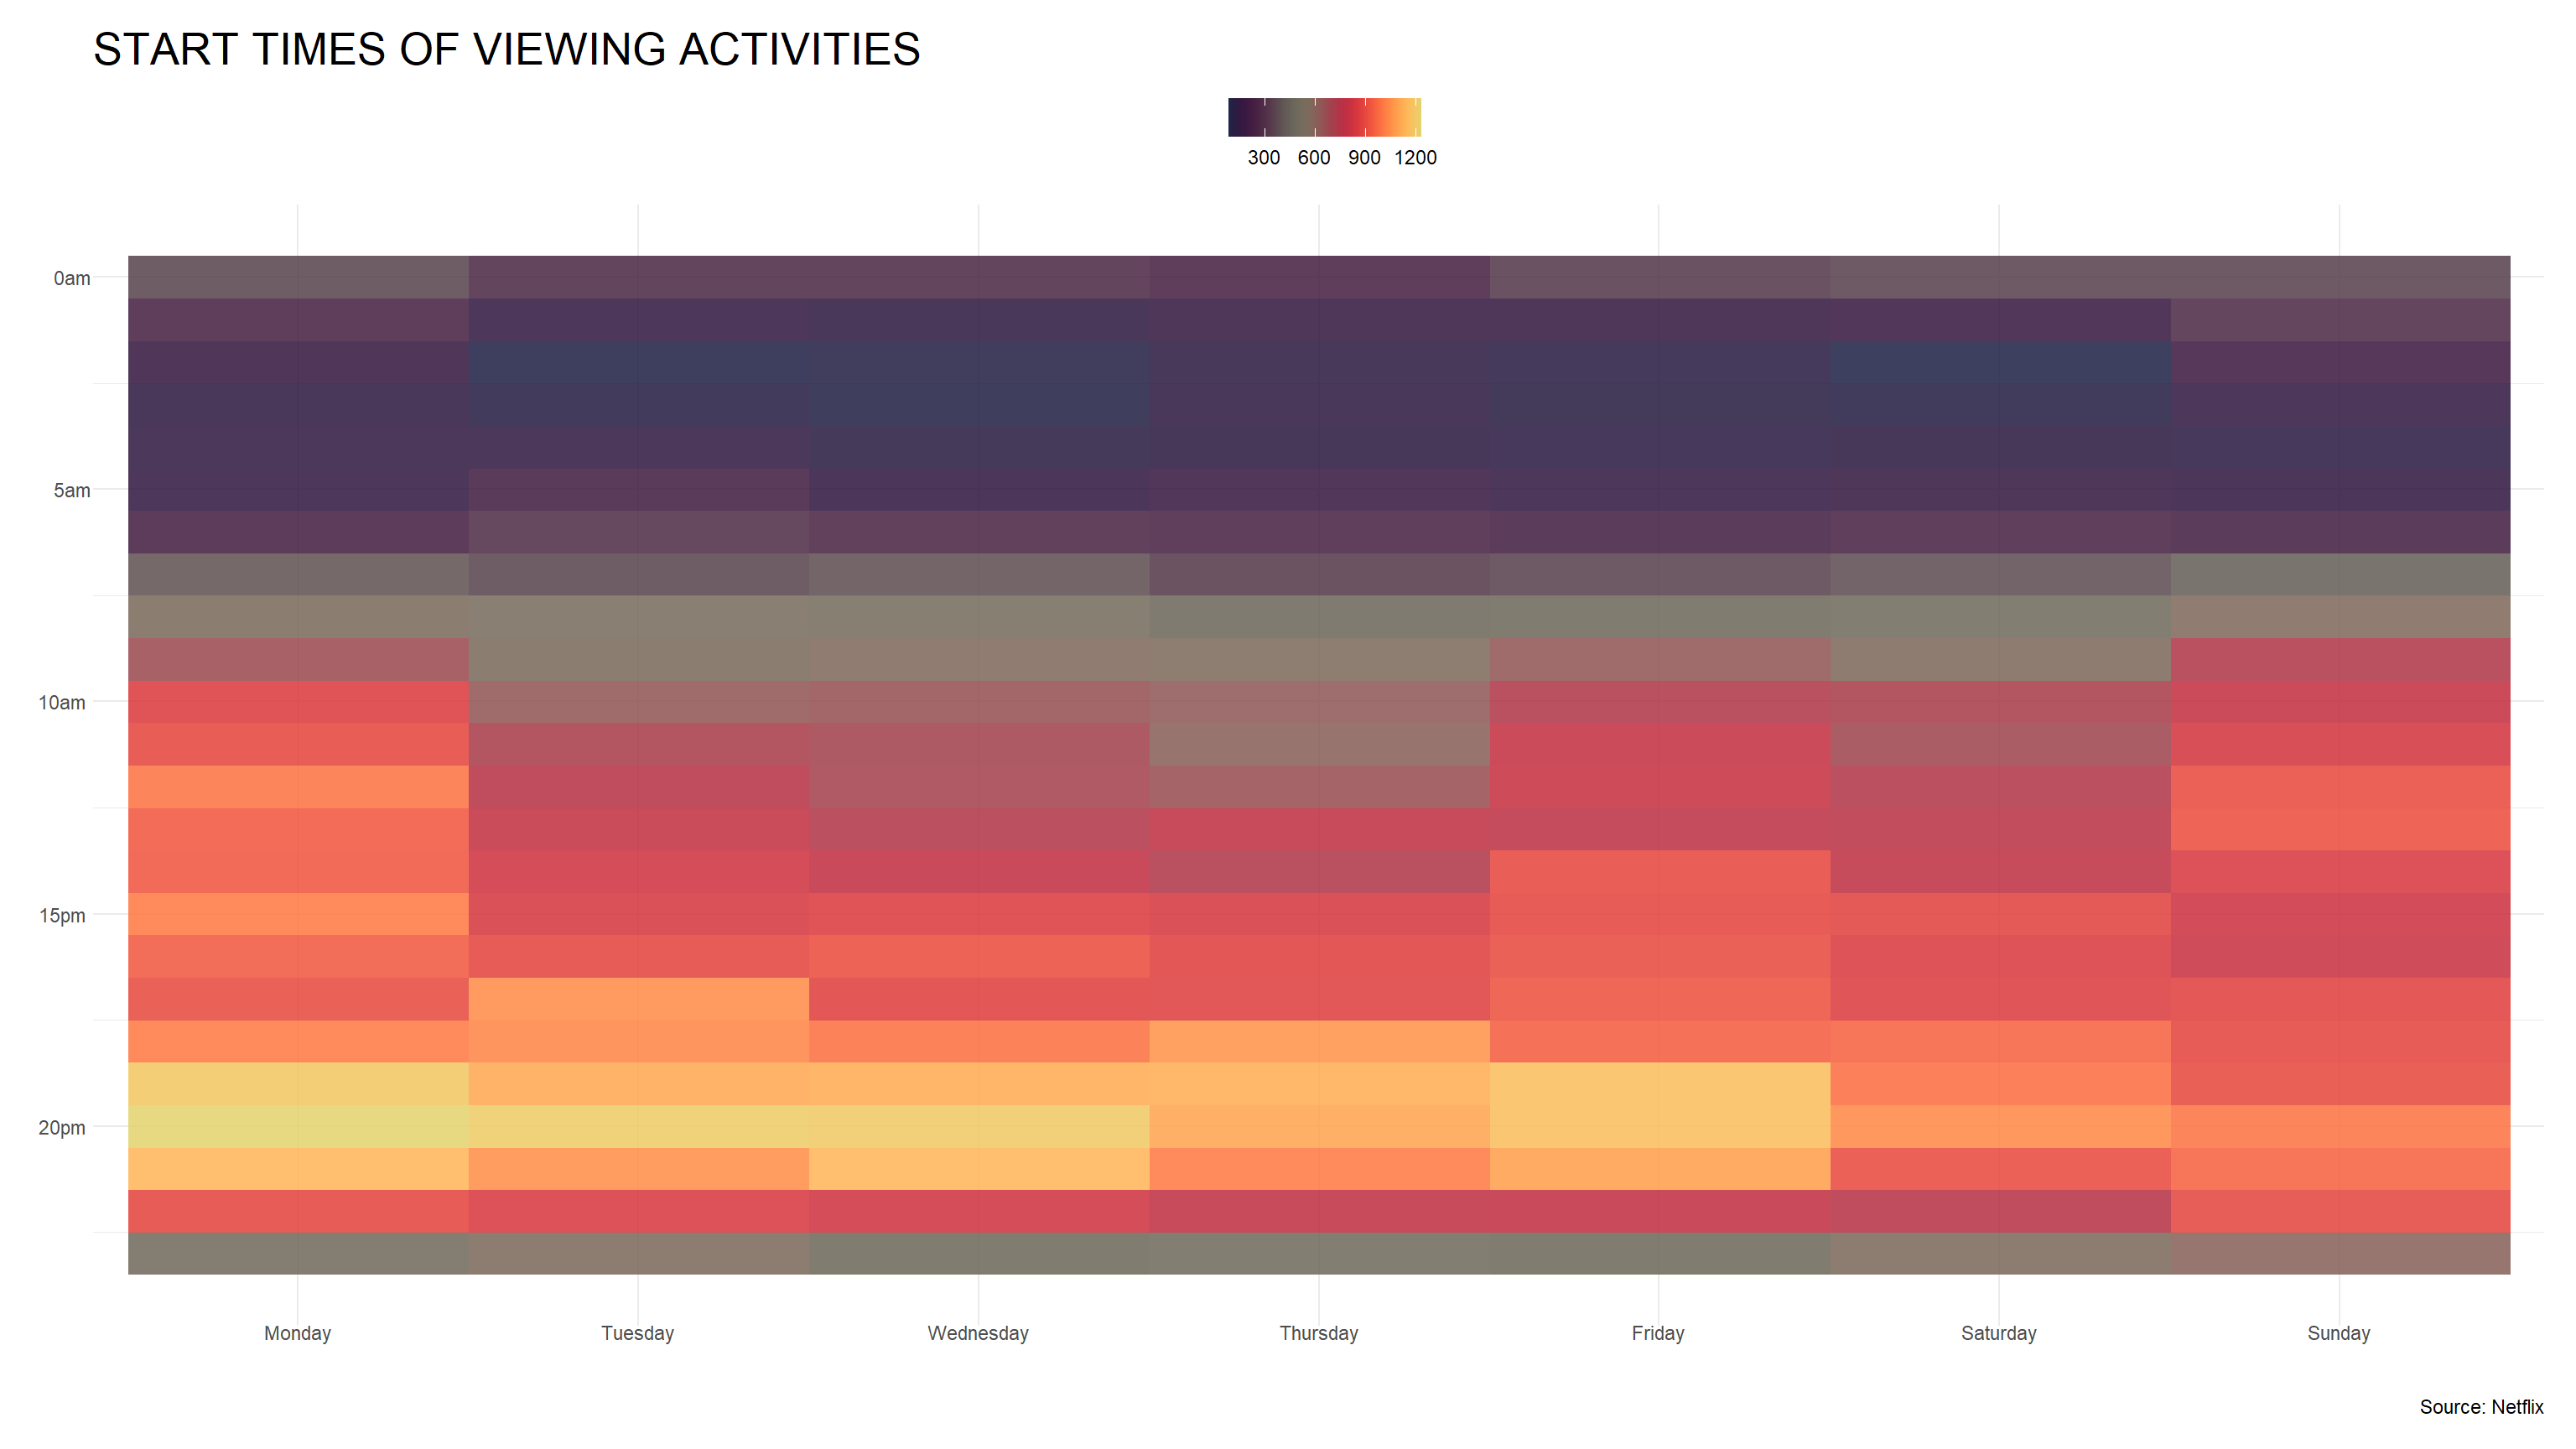 START TIMES OF VIEWING ACTIVITIES
300 600 900 1200
0am
5am
10am
15pm
20pm
Monday Tuesday Wednesday Thursday Friday Saturday Sunday
Source: Netflix